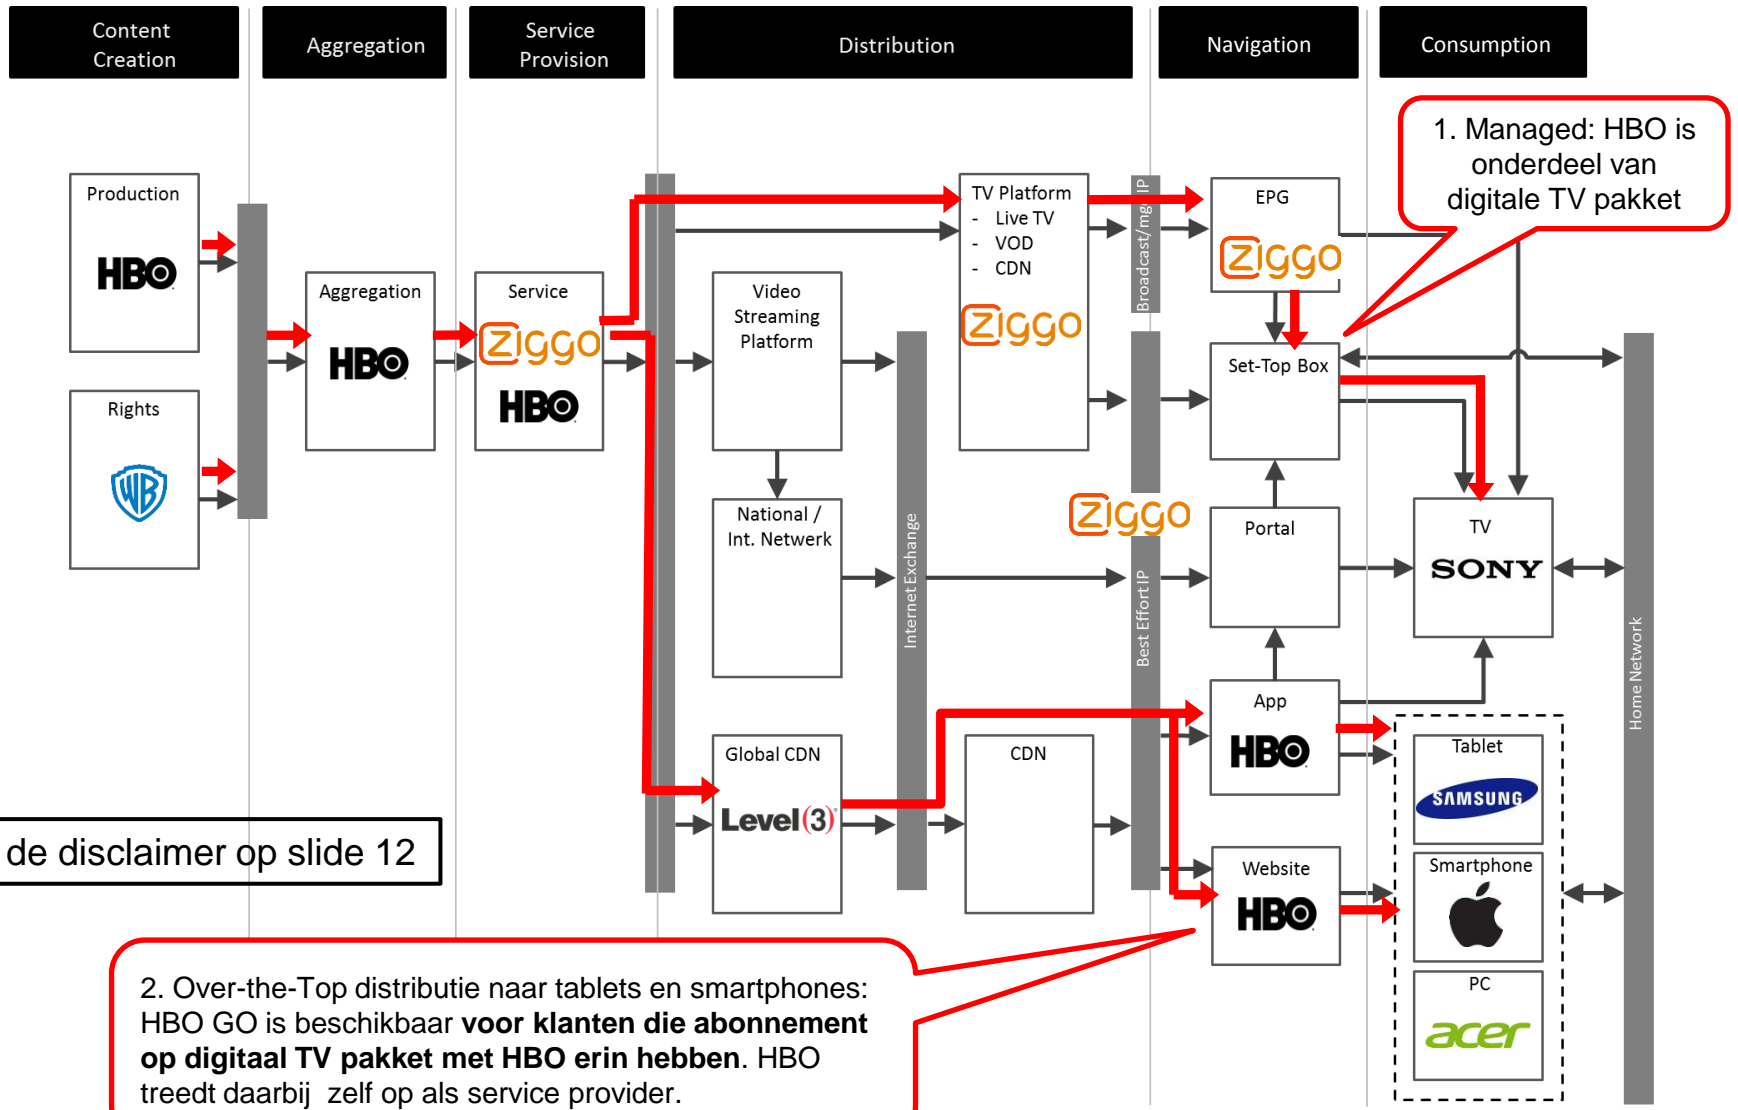 Content
Creation
Aggregation
Service
Provision
Distribution
Navigation
Consumption
1. Managed: HBO is
onderdeel van
digitale TV pakket
Production
HBO
Rights
WB
Aggregation
HBO
Service
Ziggo
HBO
Video
Streaming
Platform
National /
Int. Netwerk
Global CDN
Level(3)
Internet Exchange
TV Platform
- Live TV
- VOD
- CDN
Ziggo
CDN
Broadcast/mg IP
Ziggo
Best Effort IP
EPG
Ziggo
Set-Top Box
Portal
App
HBO
Website
HBO
TV
SONY
Tablet
SAMSUNG
Smartphone
PC
acer
Home Network
de disclaimer op slide 12
2. Over-the-Top distributie naar tablets en smartphones:
HBO GO is beschikbaar voor klanten die abonnement
op digitaal TV pakket met HBO erin hebben. HBO
treedt daarbij zelf op als service provider.